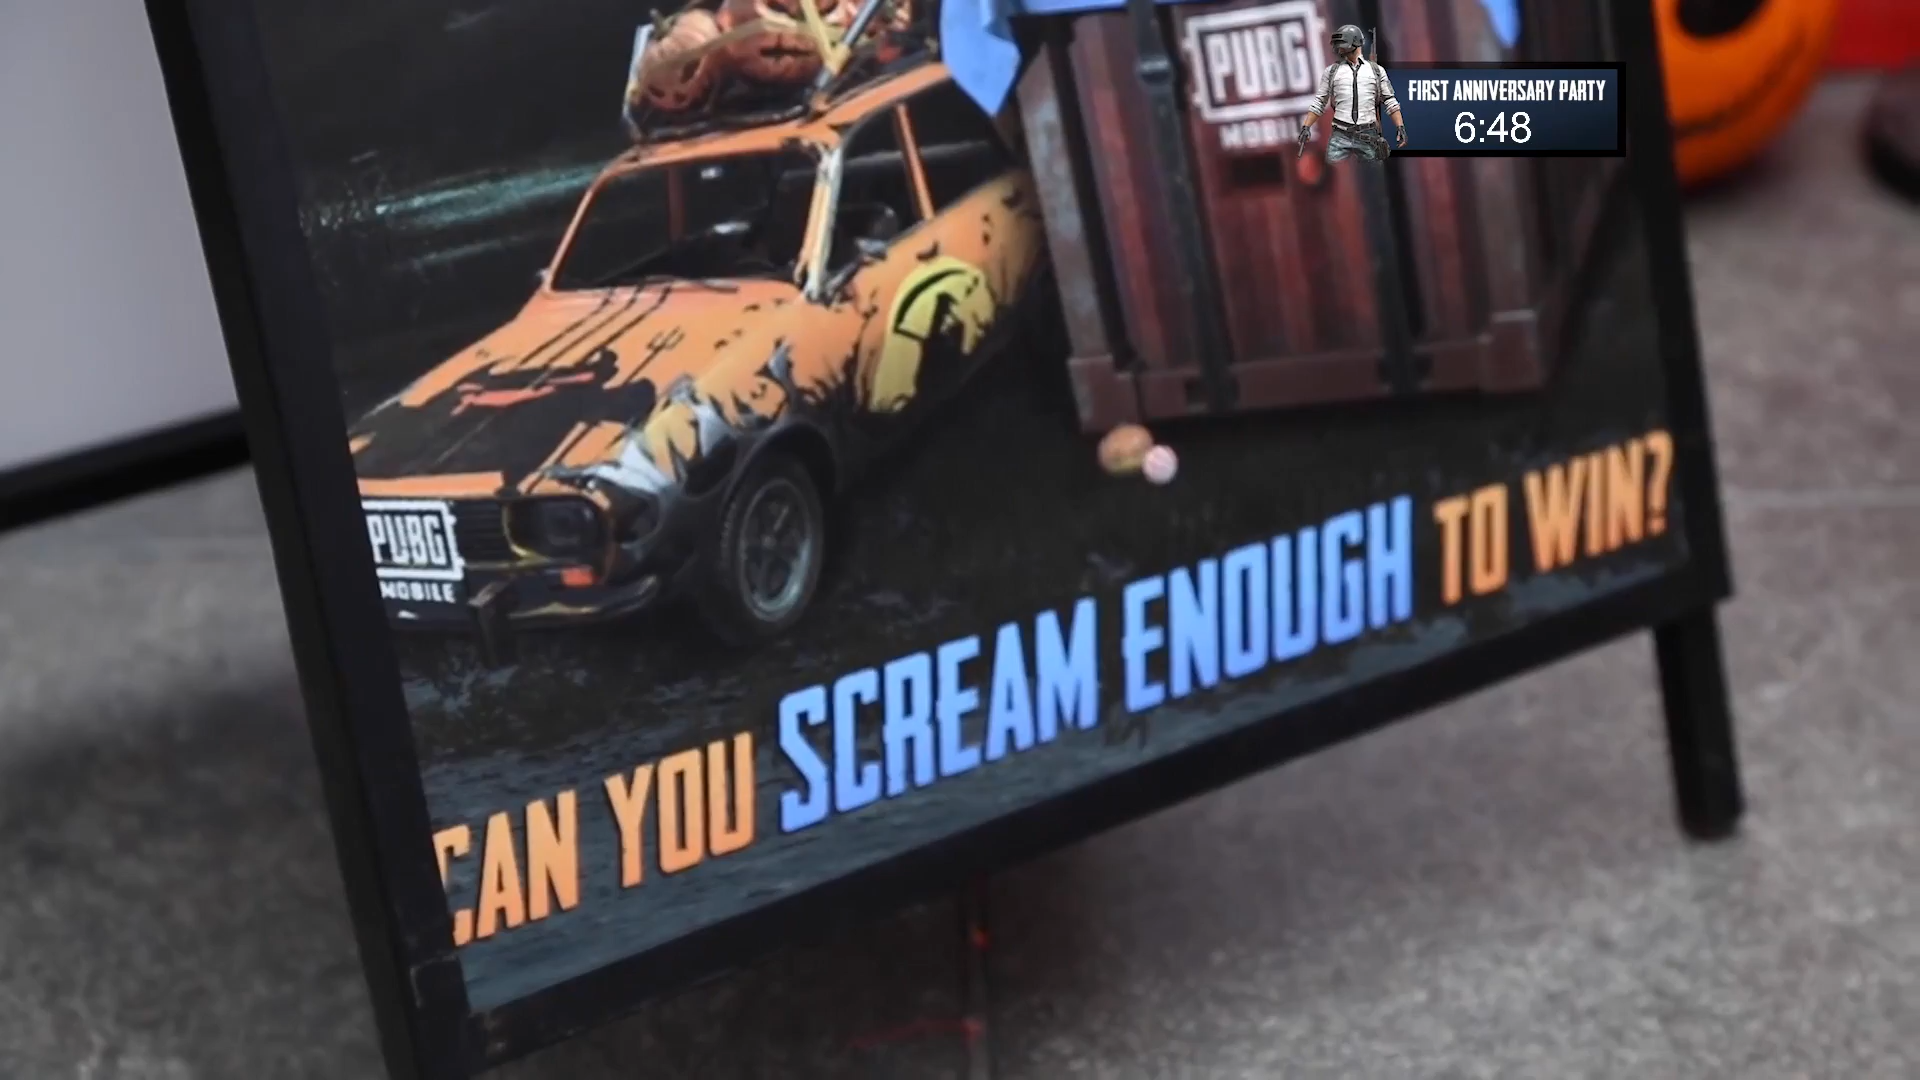 PUBG
MOBILE
FIRST ANNIVERSARY PARTY
6:48
PUBG
MOBILE
CAN YOU SCREAM ENOUGH TO WIN?